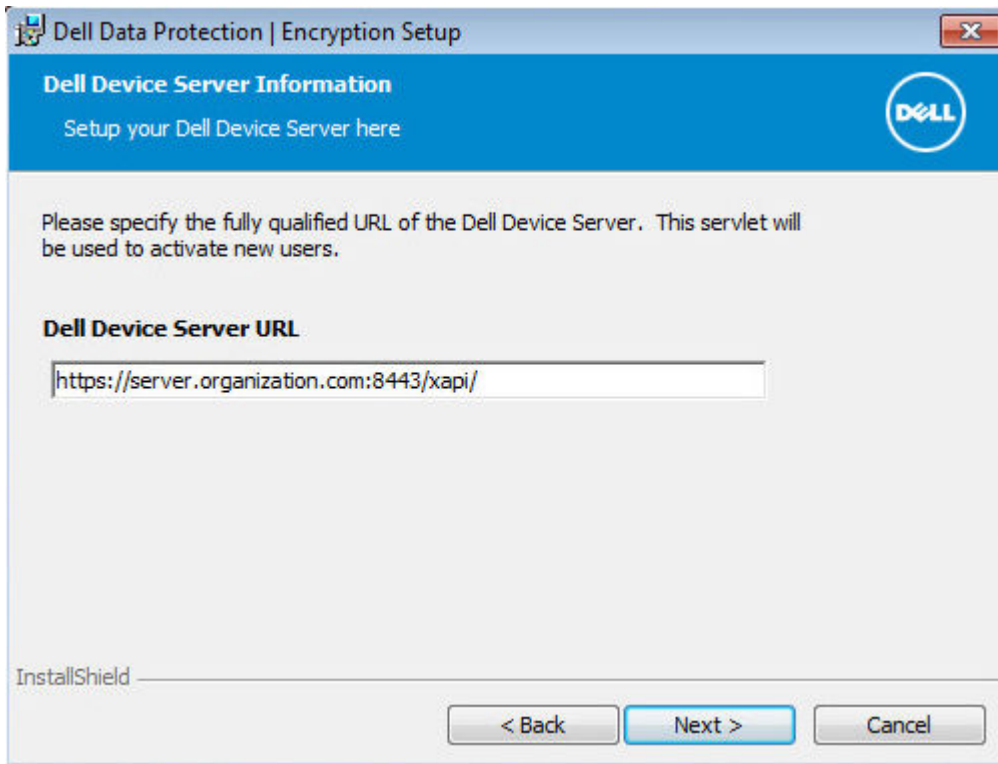 Dell Data Protection | Encryption Setup
Dell Device Server Information
Setup your Dell Device Server here
DELL
Please specify the fully qualified URL of the Dell Device Server. This servlet will
be used to activate new users.
Dell Device Server URL
https://server.organization.com:8443/xapi/
InstallShield
< Back
Next >
Cancel